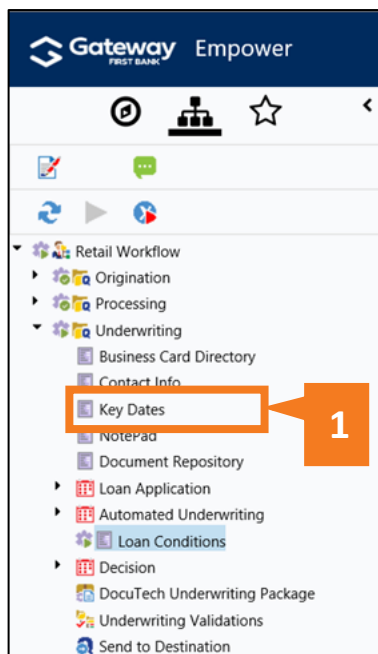 Gateway Empower
FIRST BANK
Retail Workflow
Origination
Processing
Underwriting
Business Card Directory
Contact Info
Key Dates
1
NotePad
Document Repository
Loan Application
Automated Underwriting
Loan Conditions
Decision
DocuTech Underwriting Package
Underwriting Validations
Send to Destination